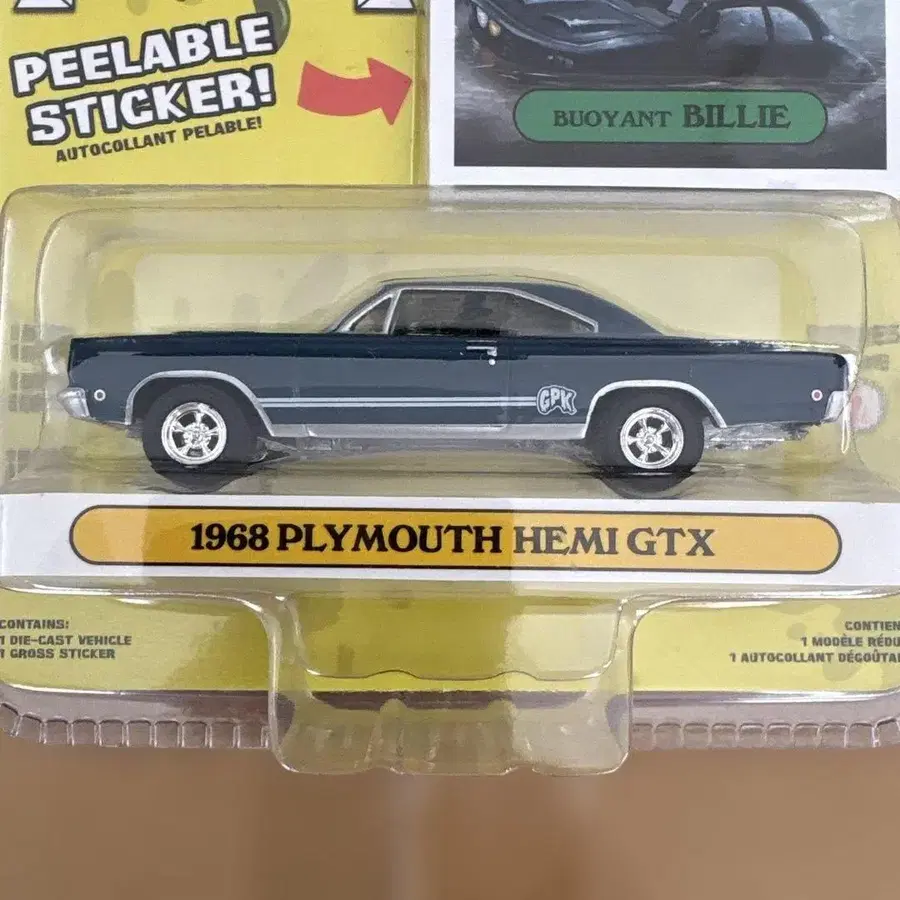 PEELABLE
STICKER!
AUTOCOLLANT PELABLE!
BUOYANT BILLIE
GPK
1968 PLYMOUTH HEMI GTX
CONTAINS:
1 DIE-CAST VEHICLE
1 GROSS STICKER
CONTIEN
1 MODÈLE RÉDU
1 AUTOCOLLANT DÉGOÛTA